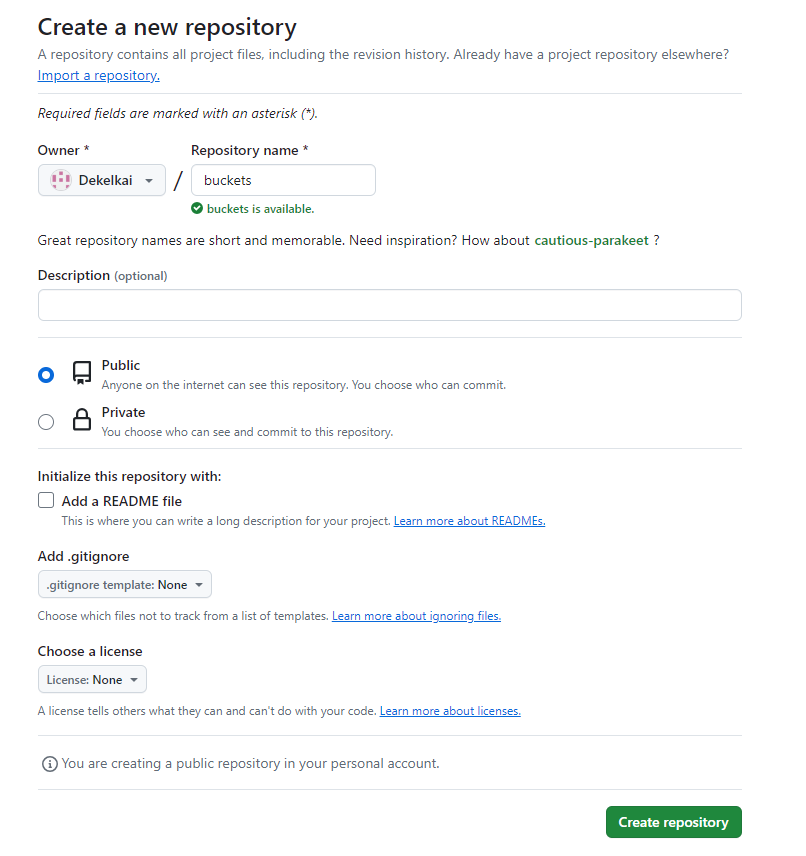 Create a new repository
A repository contains all project files, including the revision history. Already have a project repository elsewhere?
Import a repository.
Required fields are marked with an asterisk (*).
Owner * Repository name *
Dekelkai / buckets
buckets is available.
Great repository names are short and memorable. Need inspiration? How about cautious-parakeet ?
Description (optional)
Public
Anyone on the internet can see this repository. You choose who can commit.
Private
You choose who can see and commit to this repository.
Initialize this repository with:
Add a README file
This is where you can write a long description for your project. Learn more about READMEs.
Add .gitignore
.gitignore template: None
Choose which files not to track from a list of templates. Learn more about ignoring files.
Choose a license
License: None
A license tells others what they can and can't do with your code. Learn more about licenses.
You are creating a public repository in your personal account.
Create repository